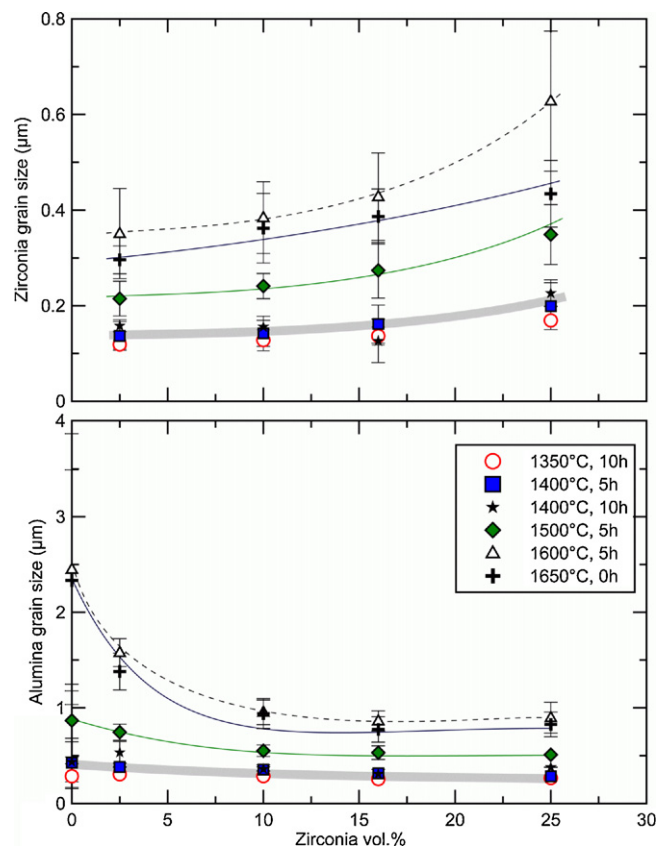 0.8
0.6
0.4
0.2
0
Zirconia grain size (µm)
4
3
2
1
0
Alumina grain size (µm)
1350°C, 10h
1400°C, 5h
1400°C, 10h
1500°C, 5h
1600°C, 5h
1650°C, 0h
0 5 10 15 20 25 30
Zirconia vol.%